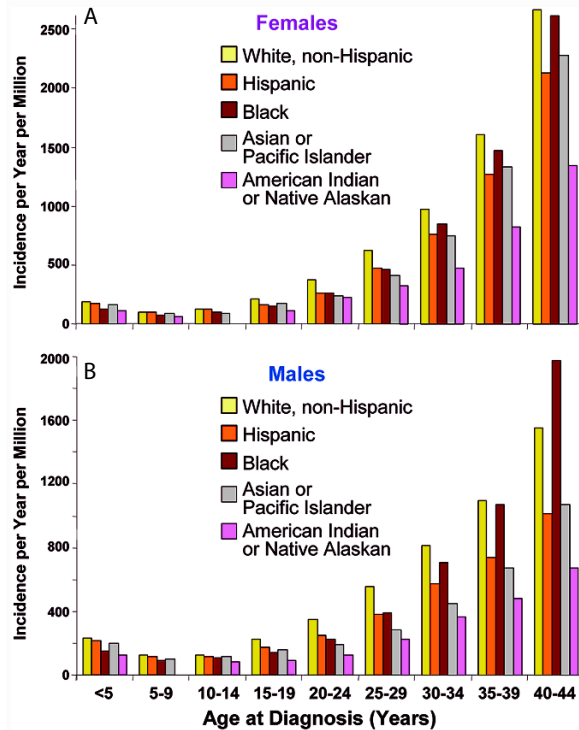 A
Females
White, non-Hispanic
Hispanic
Black
Asian or
Pacific Islander
American Indian
or Native Alaskan
Incidence per Year per Million
2500
2000
1500
1000
500
0
B
Males
White, non-Hispanic
Hispanic
Black
Asian or
Pacific Islander
American Indian
or Native Alaskan
Incidence per Year per Million
2000
1600
1200
800
400
0
<5 5-9 10-14 15-19 20-24 25-29 30-34 35-39 40-44
Age at Diagnosis (Years)